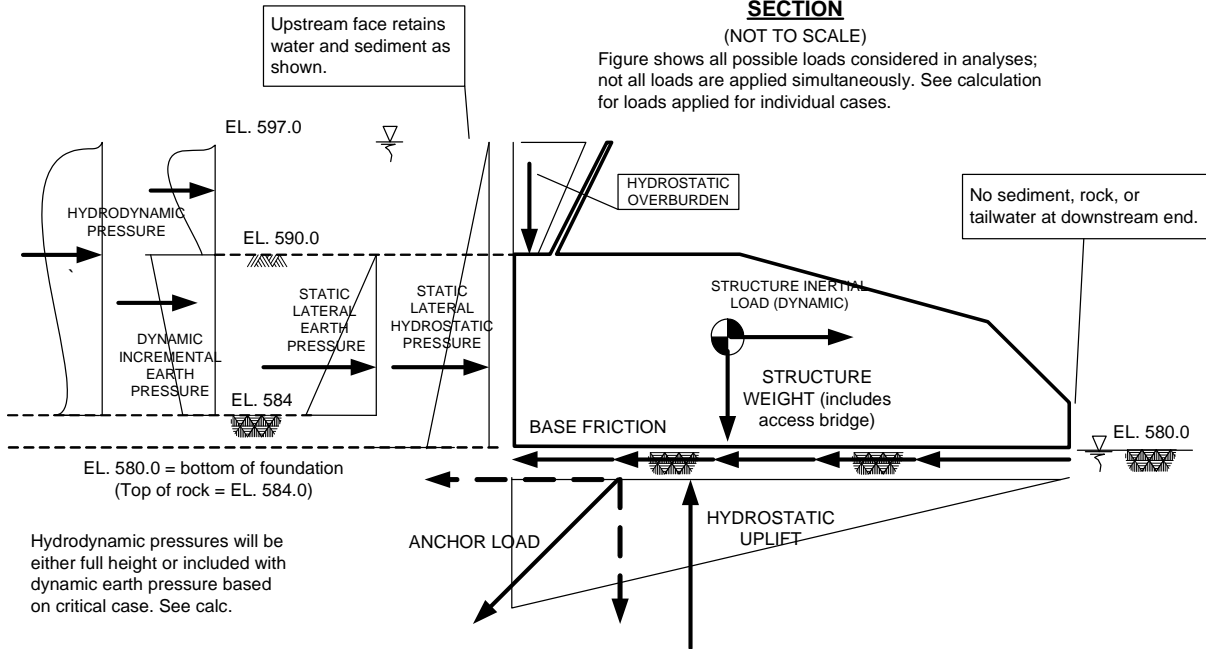 SECTION
(NOT TO SCALE)
Figure shows all possible loads considered in analyses;
not all loads are applied simultaneously. See calculation
for loads applied for individual cases.
Upstream face retains
water and sediment as
shown.
EL. 597.0
HYDROSTATIC
OVERBURDEN
No sediment, rock, or
tailwater at downstream end.
HYDRODYNAMIC
PRESSURE
EL. 590.0
STRUCTURE INERTIAL
LOAD (DYNAMIC)
STATIC
LATERAL
EARTH
PRESSURE
STATIC
LATERAL
HYDROSTATIC
PRESSURE
DYNAMIC
INCREMENTAL
EARTH
PRESSURE
STRUCTURE
WEIGHT (includes
access bridge)
EL. 584
BASE FRICTION
EL. 580.0
EL. 580.0 = bottom of foundation
(Top of rock = EL. 584.0)
ANCHOR LOAD
HYDROSTATIC
UPLIFT
Hydrodynamic pressures will be
either full height or included with
dynamic earth pressure based
on critical case. See calc.